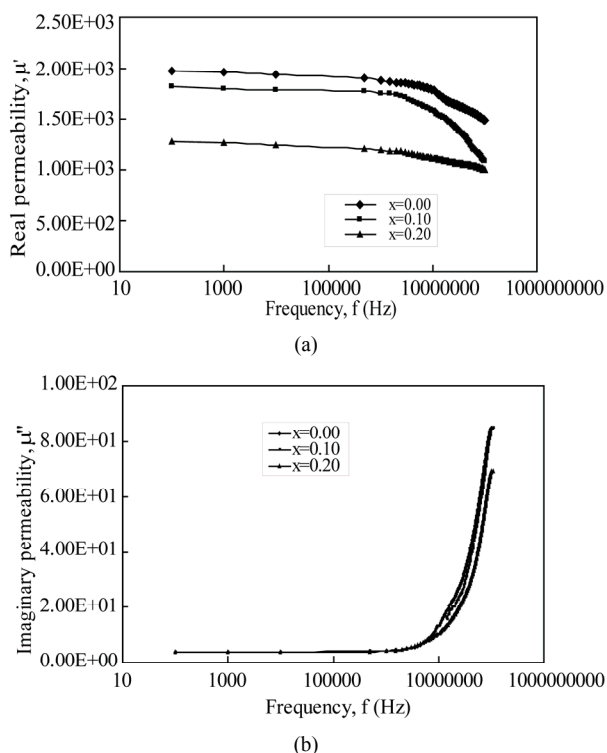 2.50E+03
2.00E+03
1.50E+03
1.00E+03
5.00E+02
0.00E+00
Real permeability, µ'
x=0.00
x=0.10
x=0.20
10 1000 100000 10000000 1000000000
Frequency, f (Hz)
(a)
1.00E+02
8.00E+01
6.00E+01
4.00E+01
2.00E+01
0.00E+00
Imaginary permeability, µ"
x=0.00
x=0.10
x=0.20
10 1000 100000 10000000 1000000000
Frequency, f (Hz)
(b)